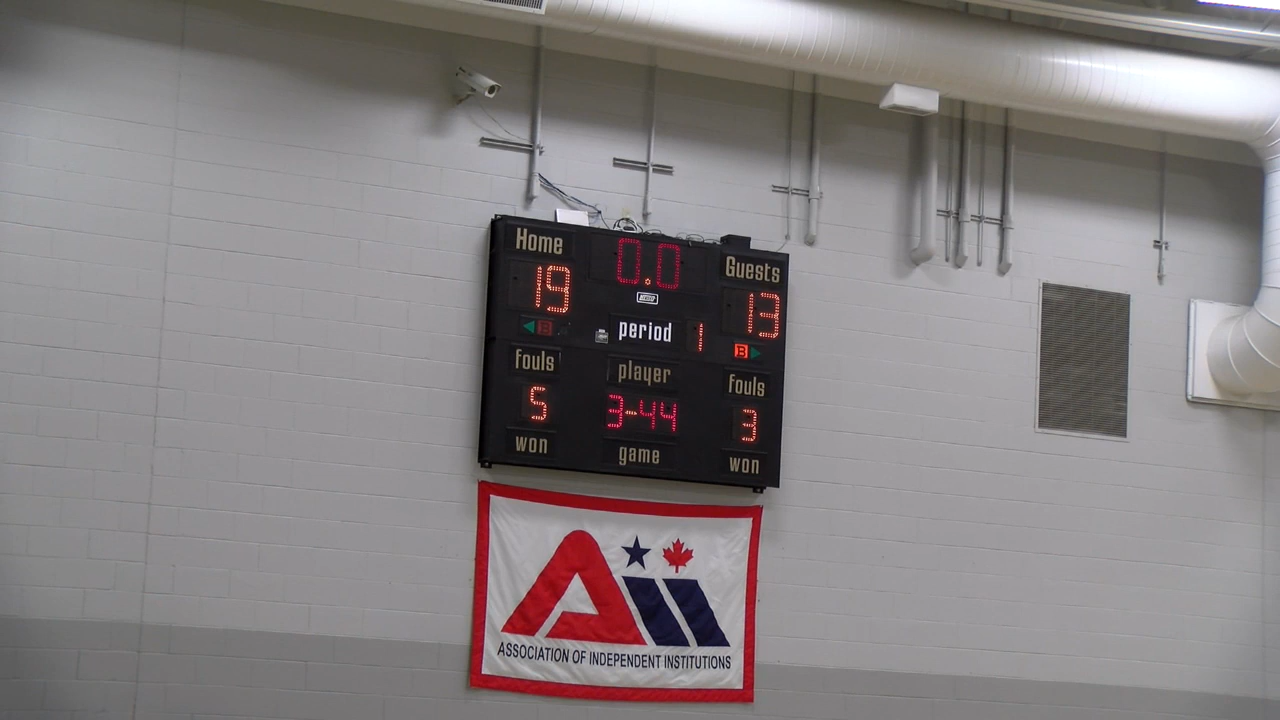 Home
0.0
Guests
19
13
period
1
B
B
fouls
player
fouls
5
3-44
3
won
game
won
ASSOCIATION OF INDEPENDENT INSTITUTIONS